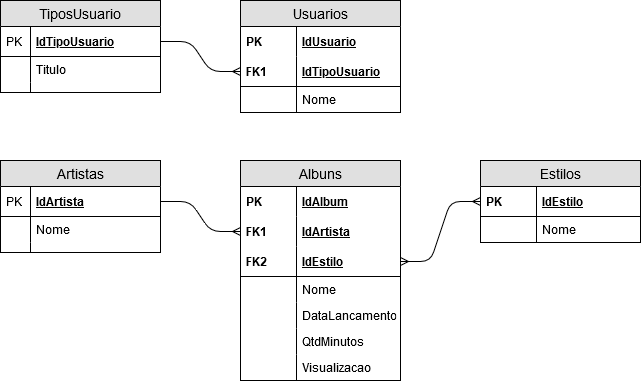 TiposUsuario
PK IdTipoUsuario
Titulo
Usuarios
PK IdUsuario
FK1 IdTipoUsuario
Nome
Artistas
PK IdArtista
Nome
Albuns
PK IdAlbum
FK1 IdArtista
FK2 IdEstilo
Nome
DataLancamento
QtdMinutos
Visualizacao
Estilos
PK IdEstilo
Nome